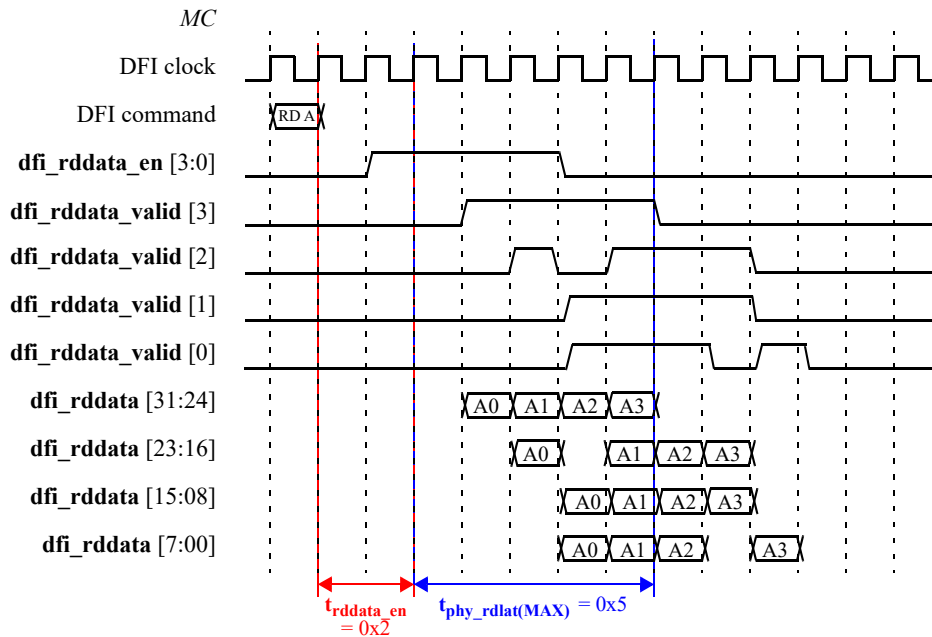 MC
DFI clock
DFI command RD A
dfi_rddata_en [3:0]
dfi_rddata_valid [3]
dfi_rddata_valid [2]
dfi_rddata_valid [1]
dfi_rddata_valid [0]
dfi_rddata [31:24] A0 A1 A2 A3
dfi_rddata [23:16] A0 A1 A2 A3
dfi_rddata [15:08] A0 A1 A2 A3
dfi_rddata [7:00] A0 A1 A2 A3
trddata_en = 0x2
tphy_rdlat(MAX) = 0x5